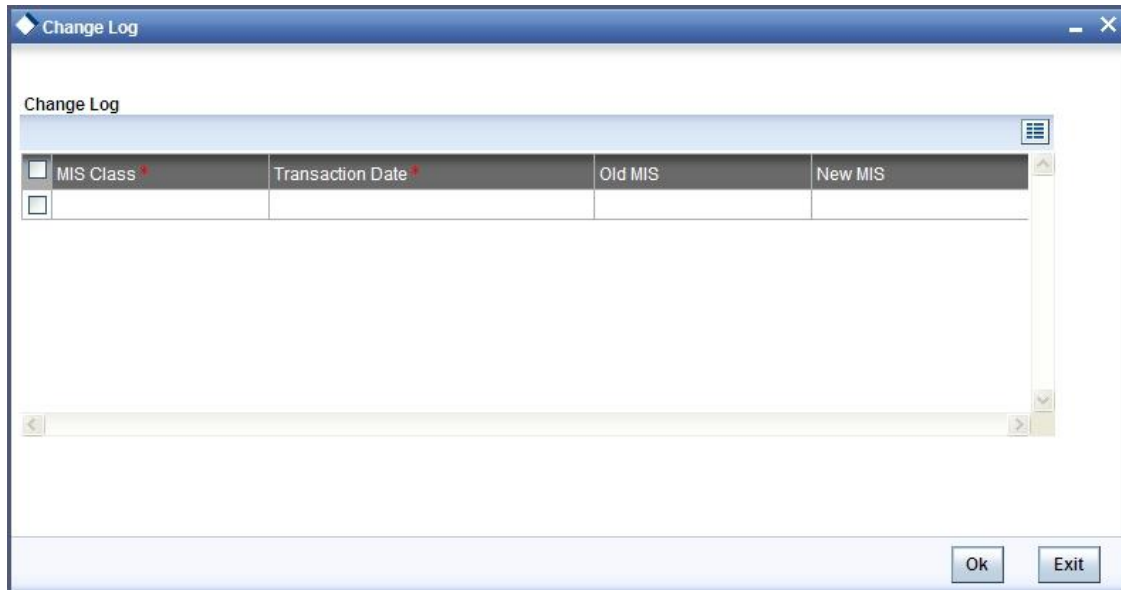 Change Log
Change Log
MIS Class * Transaction Date * Old MIS New MIS
Ok Exit